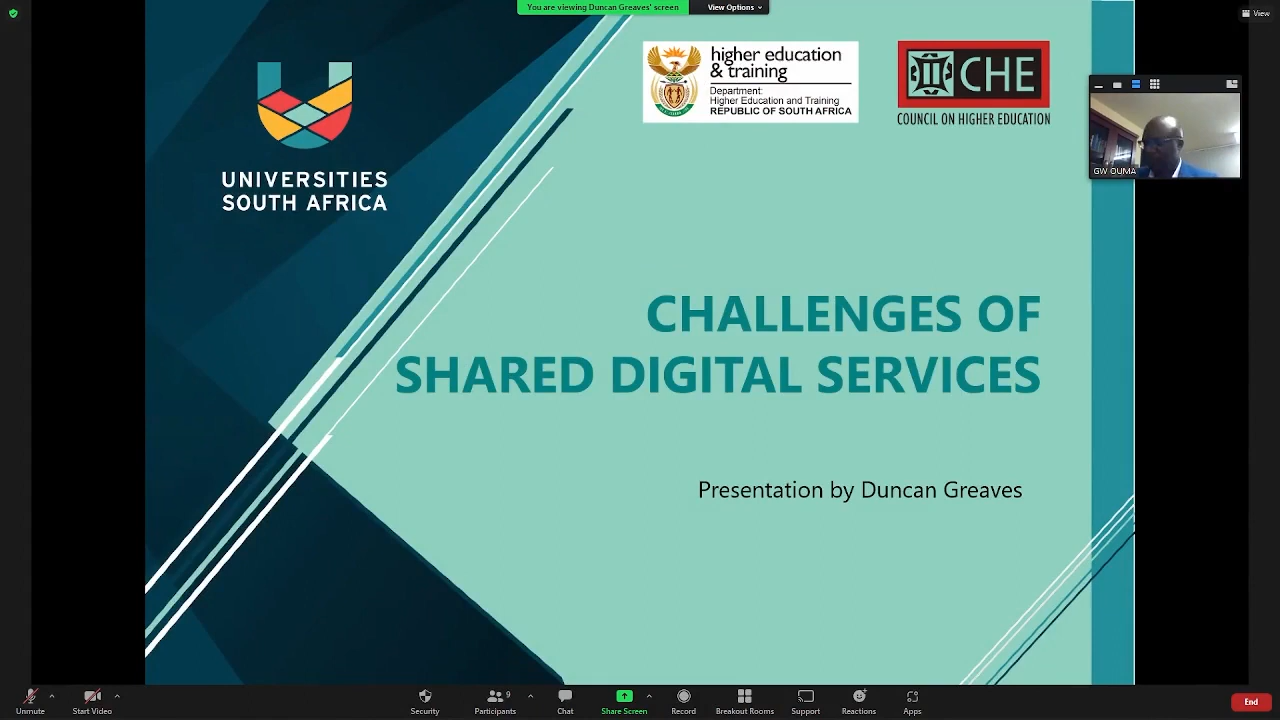 You are viewing Duncan Greaves' screen
View Options
View
UNIVERSITIES
SOUTH AFRICA
higher education
& training
Department:
Higher Education and Training
REPUBLIC OF SOUTH AFRICA
CHE
COUNCIL ON HIGHER EDUCATION
GW OUMA
CHALLENGES OF
SHARED DIGITAL SERVICES
Presentation by Duncan Greaves
Unmute
Start Video
Security
Participants
9
Chat
Share Screen
Record
Breakout Rooms
Support
Reactions
Apps
End